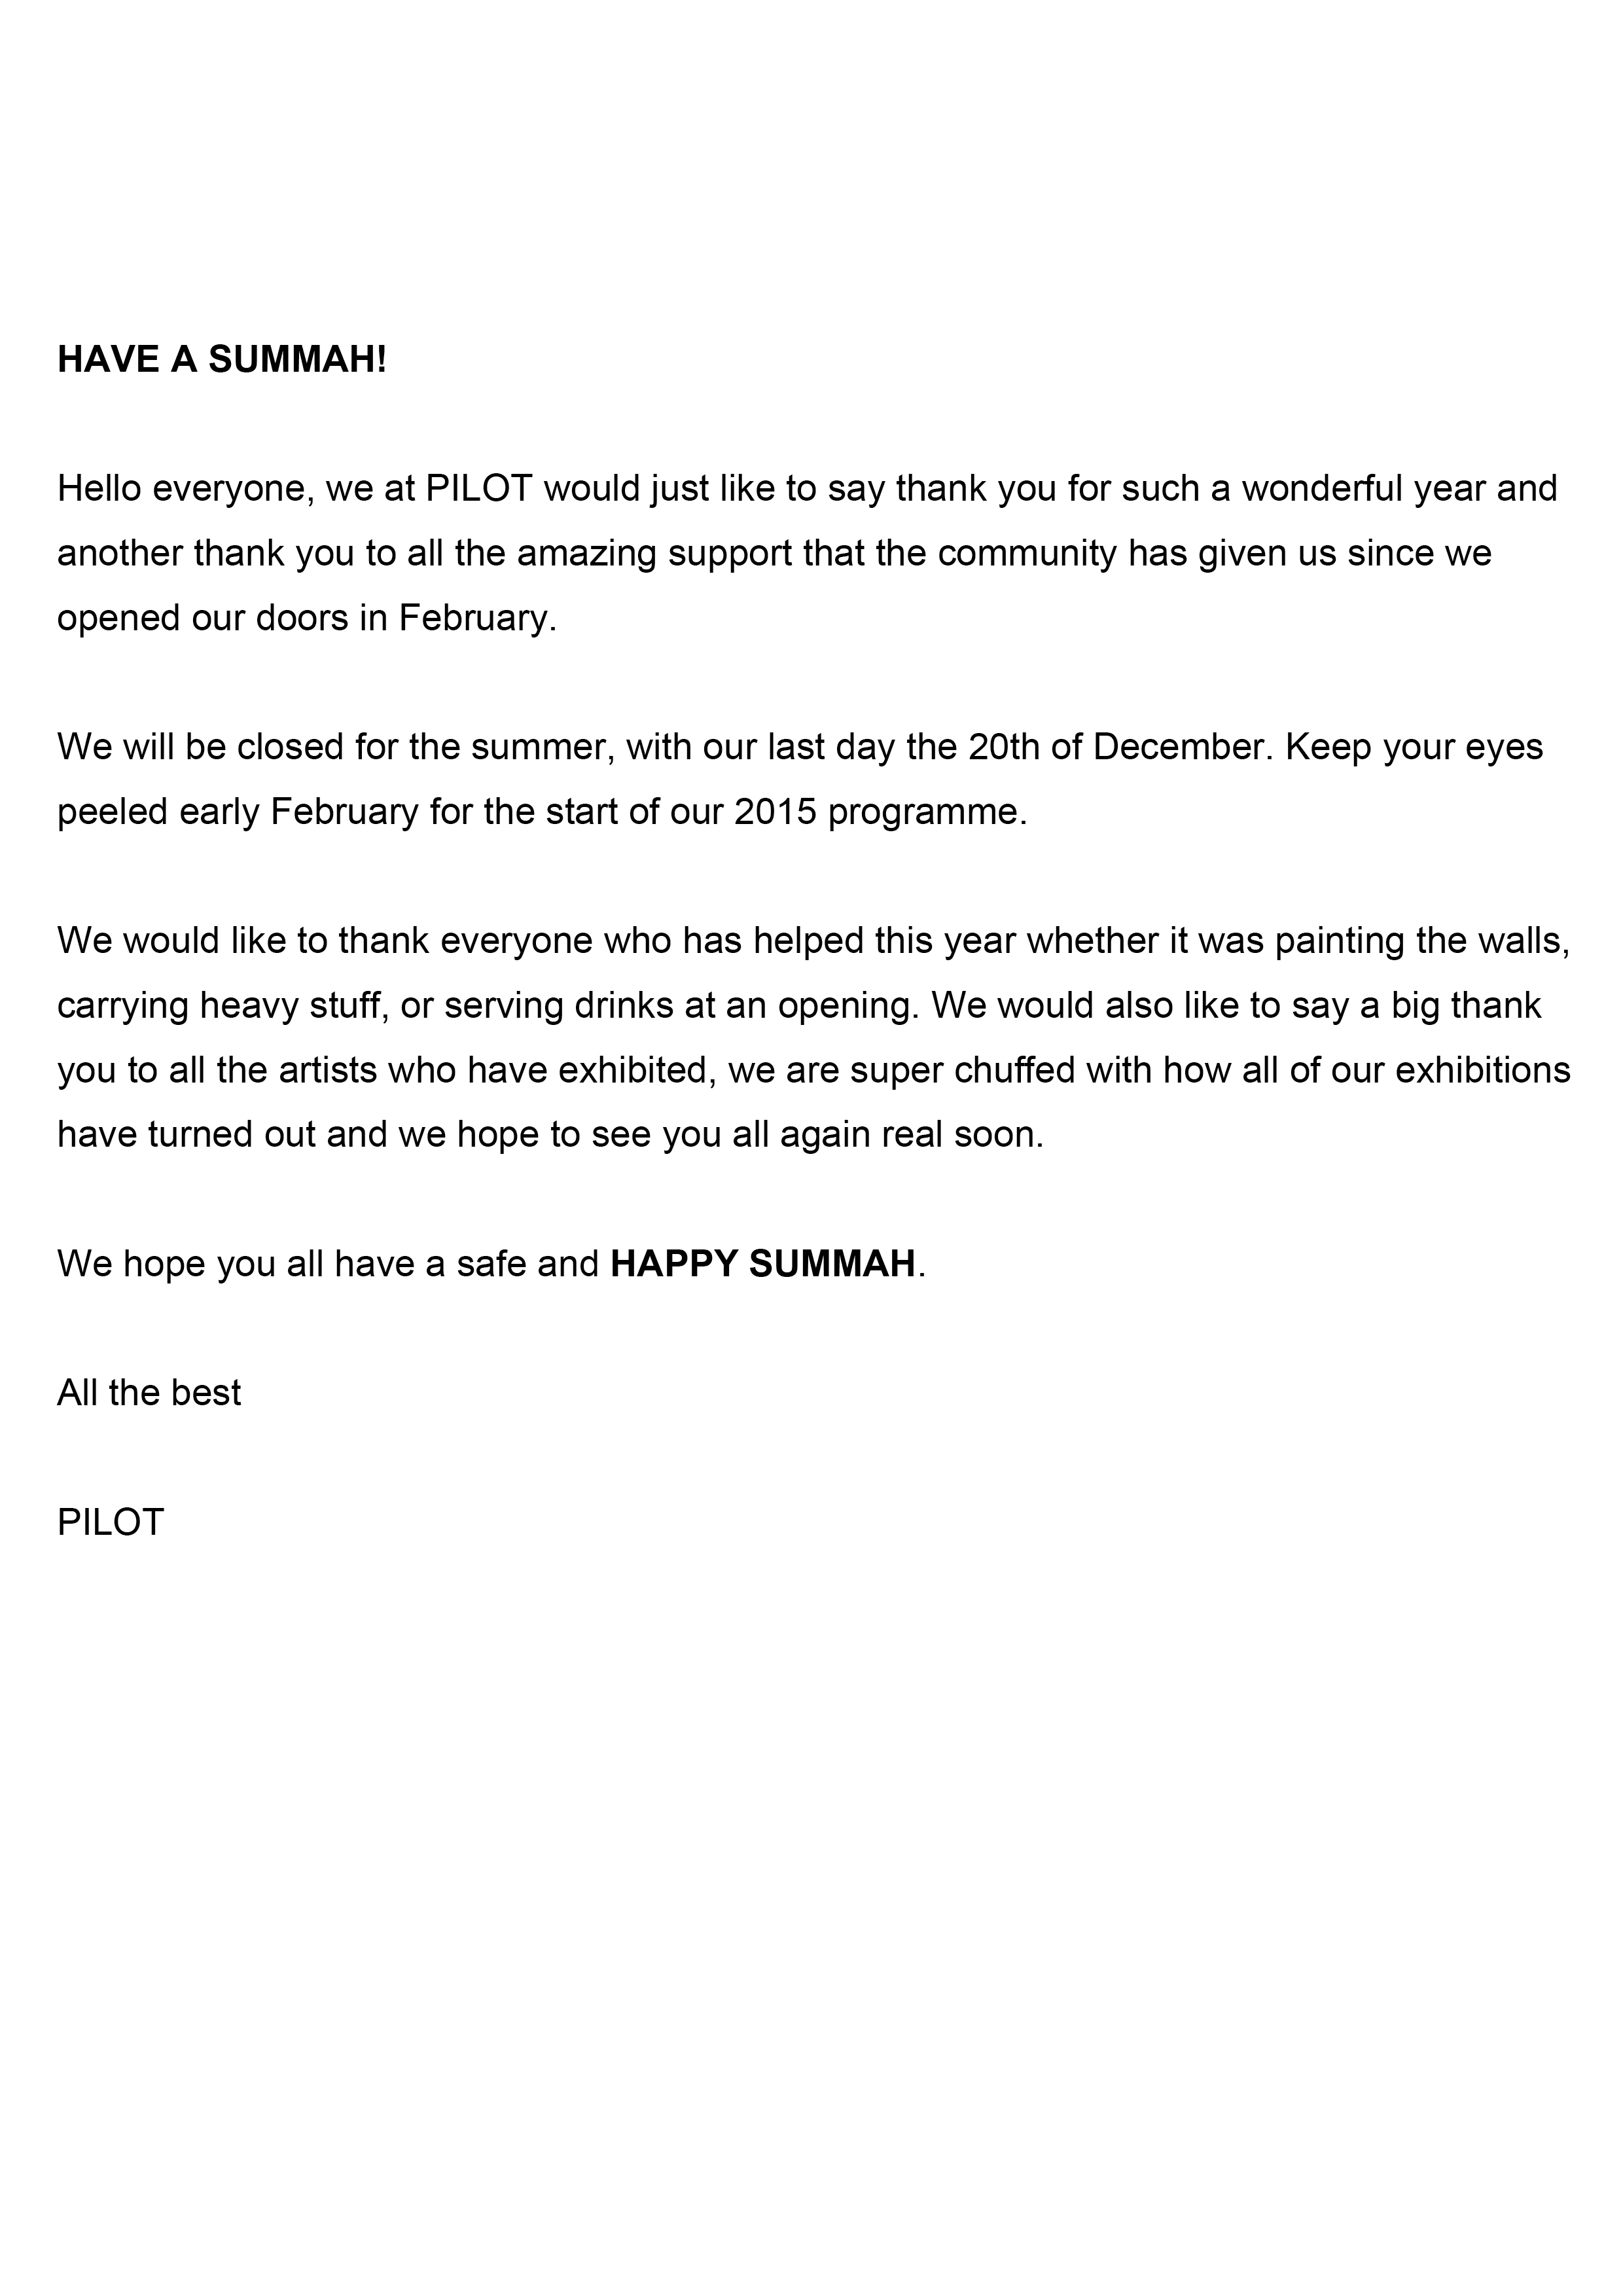 HAVE A SUMMAH!
Hello everyone, we at PILOT would just like to say thank you for such a wonderful year and
another thank you to all the amazing support that the community has given us since we
opened our doors in February.
We will be closed for the summer, with our last day the 20th of December. Keep your eyes
peeled early February for the start of our 2015 programme.
We would like to thank everyone who has helped this year whether it was painting the walls,
carrying heavy stuff, or serving drinks at an opening. We would also like to say a big thank
you to all the artists who have exhibited, we are super chuffed with how all of our exhibitions
have turned out and we hope to see you all again real soon.
We hope you all have a safe and HAPPY SUMMAH.
All the best
PILOT